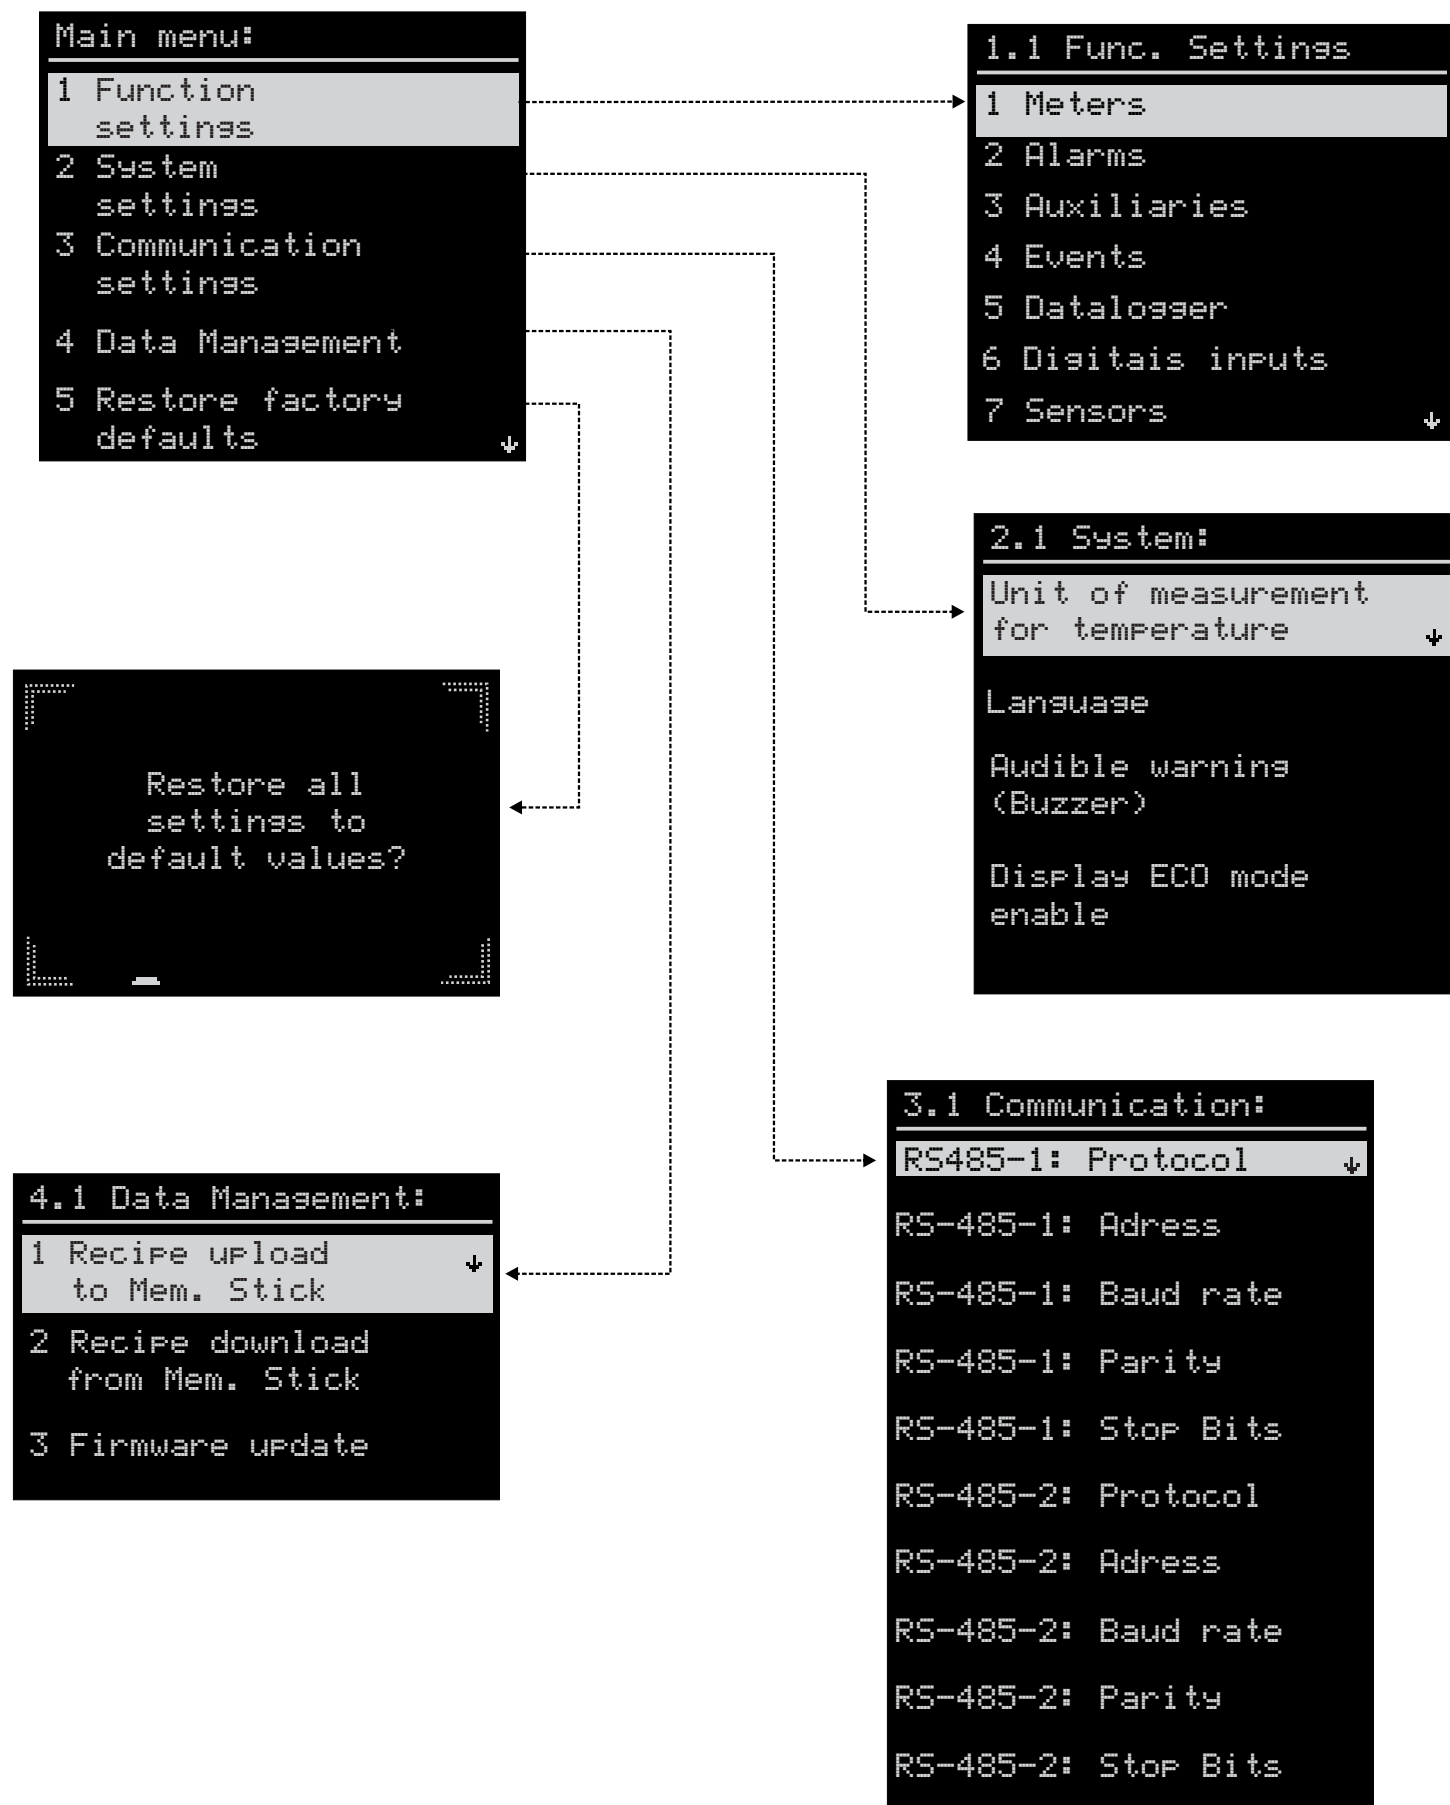 Main menu:
1 Function
settings
2 System
settings
3 Communication
settings
4 Data Management
5 Restore factory
defaults
1.1 Func. Settings
1 Meters
2 Alarms
3 Auxiliaries
4 Events
5 Datalogger
6 Digitais inputs
7 Sensors
2.1 System:
Unit of measurement
for temperature
Language
Audible warning
(Buzzer)
Display ECO mode
enable
Restore all
settings to
default values?
3.1 Communication:
RS485-1: Protocol
RS-485-1: Adress
RS-485-1: Baud rate
RS-485-1: Parity
RS-485-1: Stop Bits
RS-485-2: Protocol
RS-485-2: Adress
RS-485-2: Baud rate
RS-485-2: Parity
RS-485-2: Stop Bits
4.1 Data Management:
1 Recipe upload
to Mem. Stick
2 Recipe download
from Mem. Stick
3 Firmware update